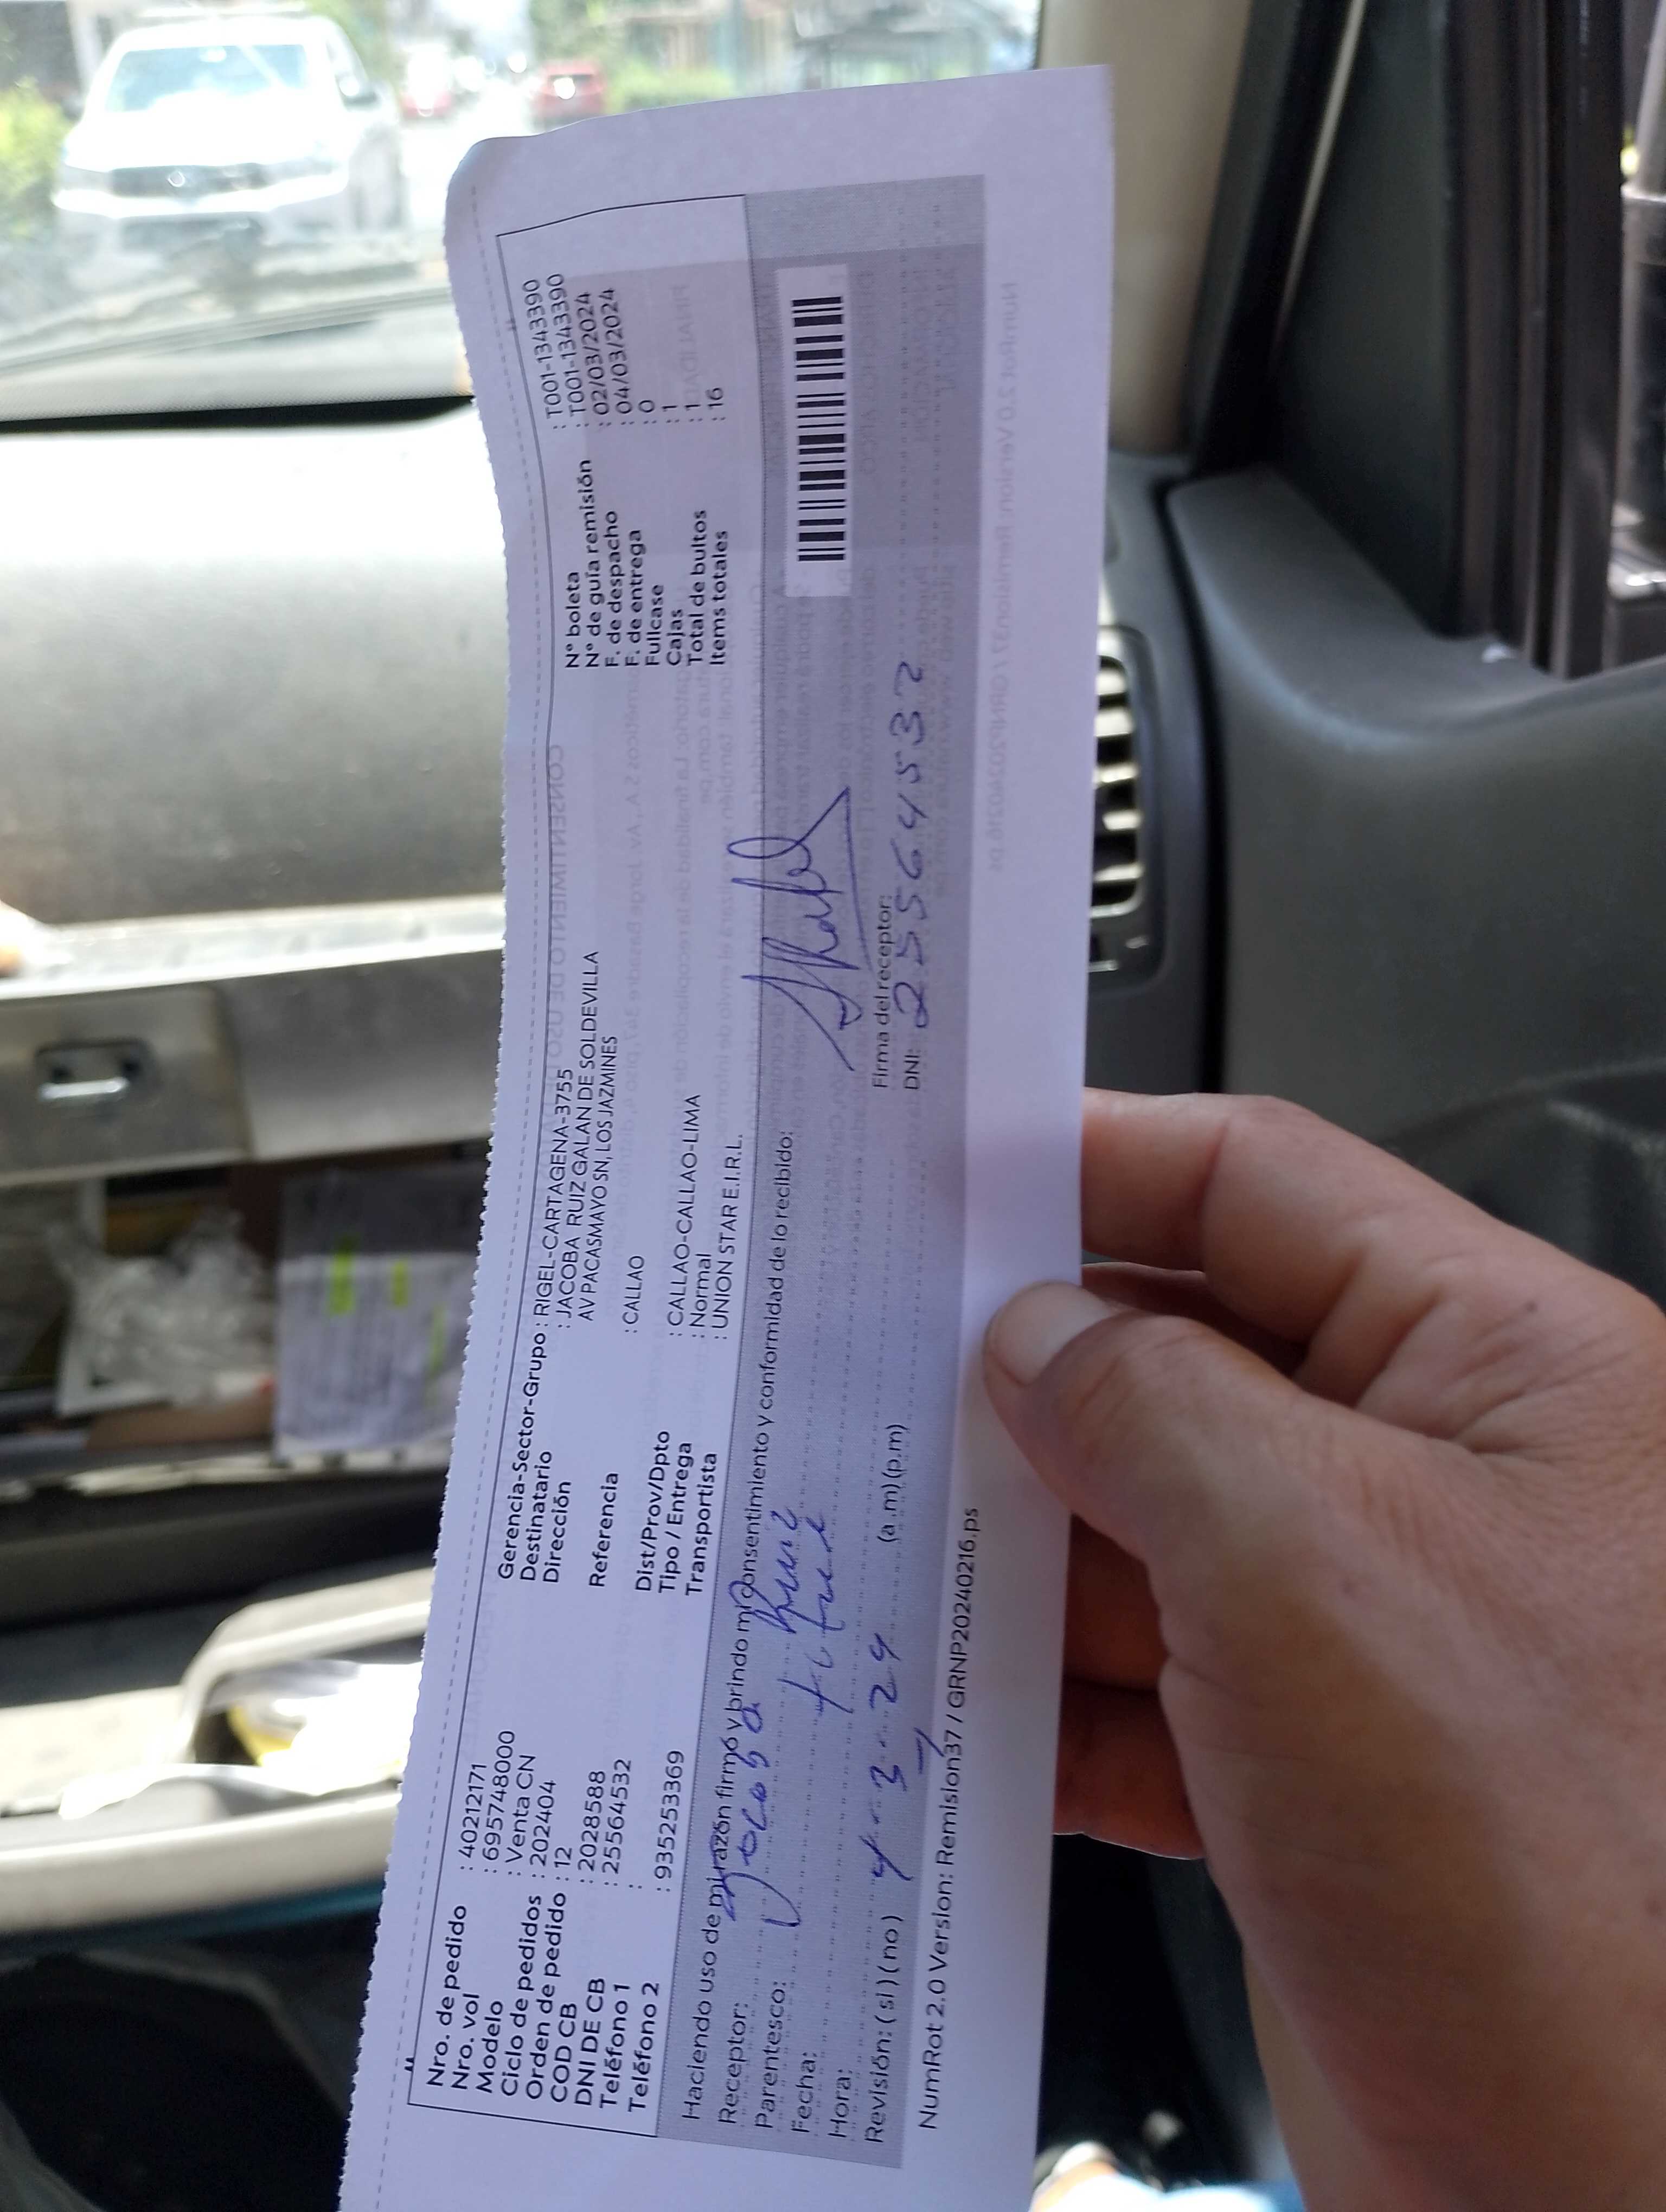 Nro. de pedido : 40212171
Nro. vol : 695748000
Modelo : Venta CN
Ciclo de pedidos : 202404
Orden de pedido : 12
COD CB : 2028588
DNI DE CB : 25564532
Teléfono 1 :
Teléfono 2 : 935253369
Gerencia-Sector-Grupo : RIGEL-CARTAGENA-3755
Destinatario : JACOBA RUIZ GALAN DE SOLDEVILLA
Dirección AV PACASMAYO SN, LOS JAZMINES
Referencia : CALLAO
Dist/Prov/Dpto : CALLAO-CALLAO-LIMA
Tipo / Entrega : Normal
Transportista : UNION STAR E.I.R.L.
N° boleta : T001-1343390
N° de guía remisión : T001-1343390
F. de despacho : 02/03/2024
F. de entrega : 04/03/2024
Fullcase : 0
Cajas : 1
Total de bultos : 1
Items totales : 16
Haciendo uso de mi razón firmó y brindo mi consentimiento y conformidad de lo recibido:
Receptor: Jacoba Ruiz
Parentesco:
Fecha: 4-3-24
Hora: (a.m) (p.m)
Revisión: ( si ) ( no )
Firma del receptor:
DNI: 25564532
NumRot 2.0 Version: Remision37 / GRNP20240216.ps